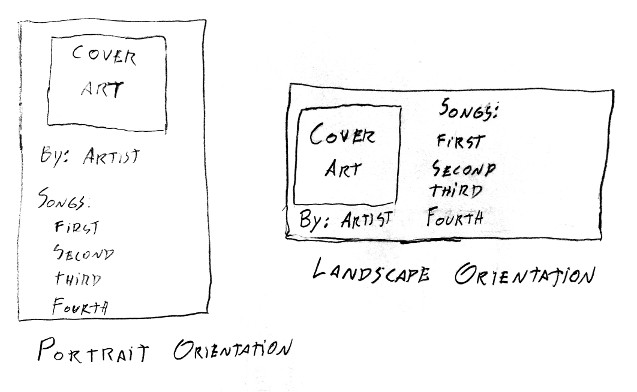 COVER
ART
By: ARTIST
SONGS:
FIRST
SECOND
THIRD
FOURTH
PORTRAIT ORIENTATION
COVER
ART
By: ARTIST
SONGS:
FIRST
SECOND
THIRD
FOURTH
LANDSCAPE ORIENTATION